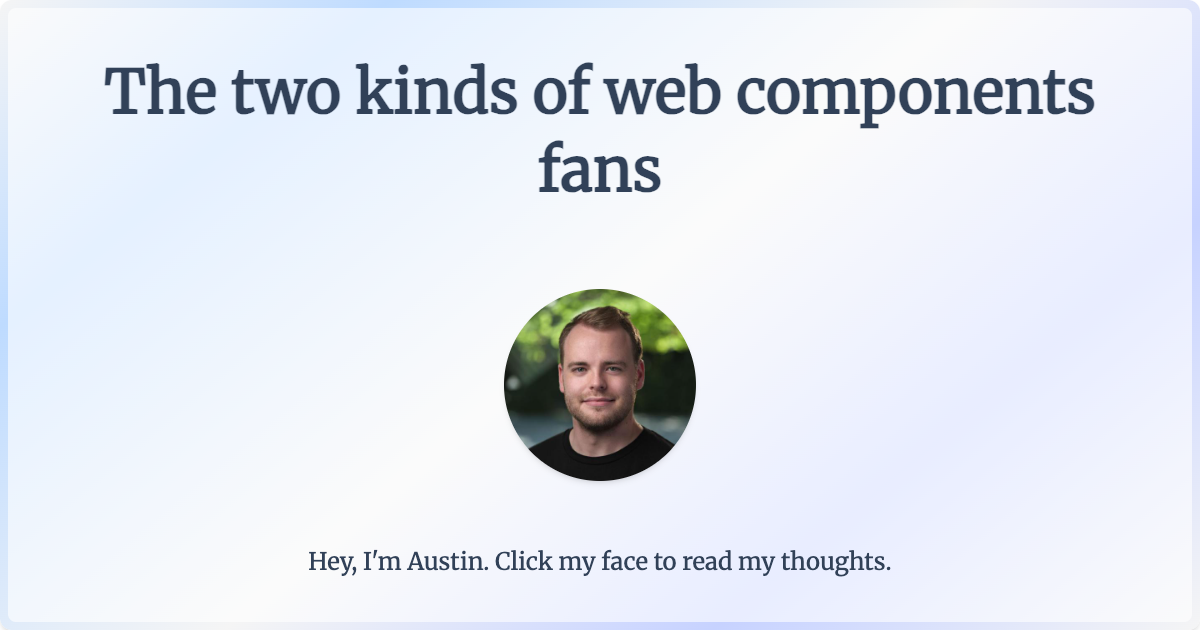 The two kinds of web components
fans
Hey, I'm Austin. Click my face to read my thoughts.